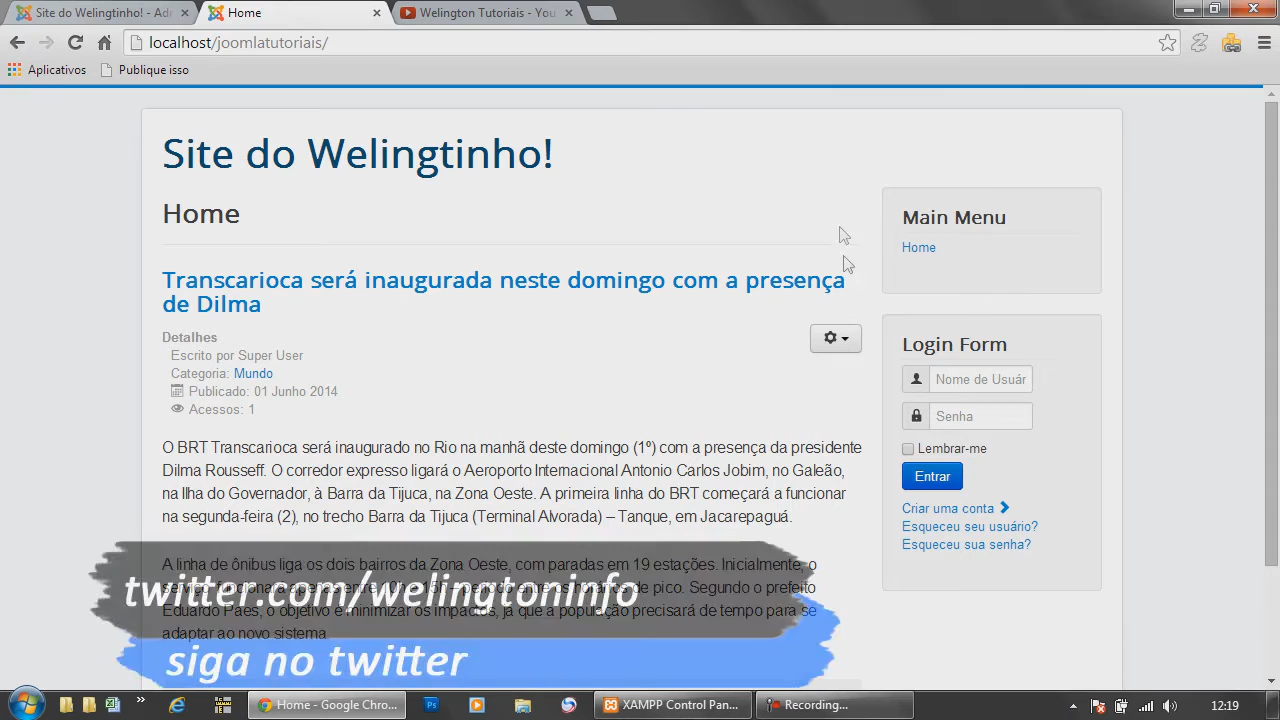 Site do Welingtinho! - Adr
Home
Welington Tutoriais - You
localhost/joomlatutoriais/
Aplicativos
Publique isso
Site do Welingtinho!
Home
Transcarioca será inaugurada neste domingo com a presença
de Dilma
Detalhes
Escrito por Super User
Categoria: Mundo
Publicado: 01 Junho 2014
Acessos: 1
O BRT Transcarioca será inaugurado no Rio na manhã deste domingo (1º) com a presença da presidente
Dilma Rousseff. O corredor expresso ligará o Aeroporto Internacional Antonio Carlos Jobim, no Galeão,
na Ilha do Governador, à Barra da Tijuca, na Zona Oeste. A primeira linha do BRT começará a funcionar
na segunda-feira (2), no trecho Barra da Tijuca (Terminal Alvorada) – Tanque, em Jacarepaguá.
A linha de ônibus liga os dois bairros da Zona Oeste, com paradas em 19 estações. Inicialmente, o
período entre os horários de pico. Segundo o prefeito
Eduardo Paes, o objetivo é minimizar os impactos, já que a população precisará de tempo para se
adaptar ao novo sistema.
twitter.com/welingtoninfo
siga no twitter
Main Menu
Home
Login Form
Nome de Usuár
Senha
Lembrar-me
Entrar
Criar uma conta
Esqueceu seu usuário?
Esqueceu sua senha?
Home - Google Chro...
XAMPP Control Pan...
Recording...
12:19